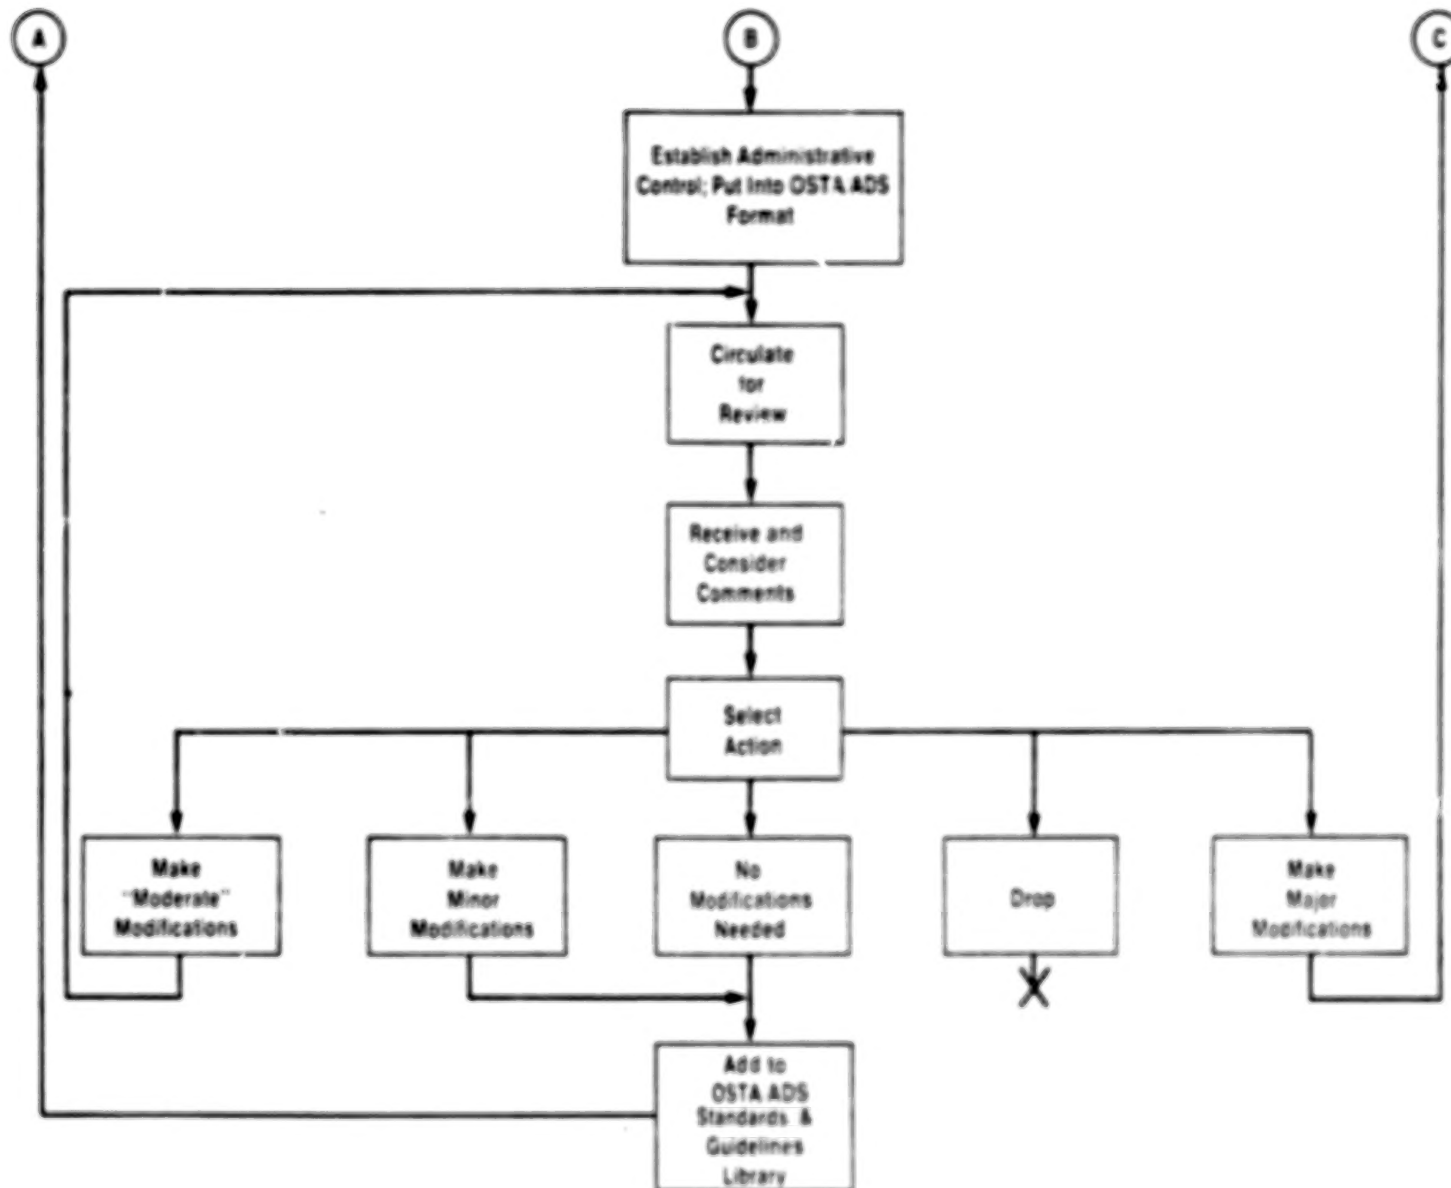 A
B
C
Establish Administrative
Control; Put Into OSTA ADS
Format
Circulate
for
Review
Receive and
Consider
Comments
Select
Action
Make
"Moderate"
Modifications
Make
Minor
Modifications
No
Modifications
Needed
Drop
Make
Major
Modifications
Add to
OSTA ADS
Standards &
Guidelines
Library